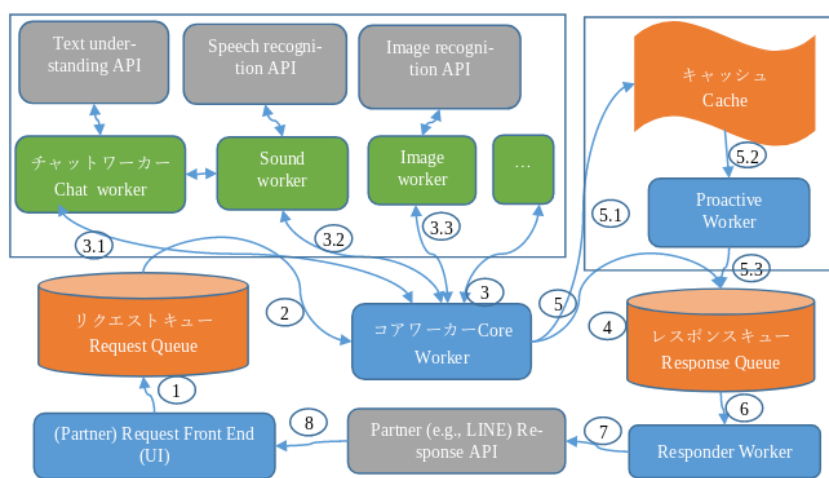 Text under-
standing API
Speech recogni-
tion API
Image recogni-
tion API
キャッシュ
Cache
チャットワーカー
Chat worker
Sound
worker
Image
worker
…
5.2
Proactive
Worker
5.1
3.1
3.2
3.3
5.3
リクエストキュー
Request Queue
2
3
5
コアワーカーCore
Worker
4
レスポンスキュー
Response Queue
1
6
(Partner) Request Front End
(UI)
8
Partner (e.g., LINE) Re-
sponse API
7
Responder Worker